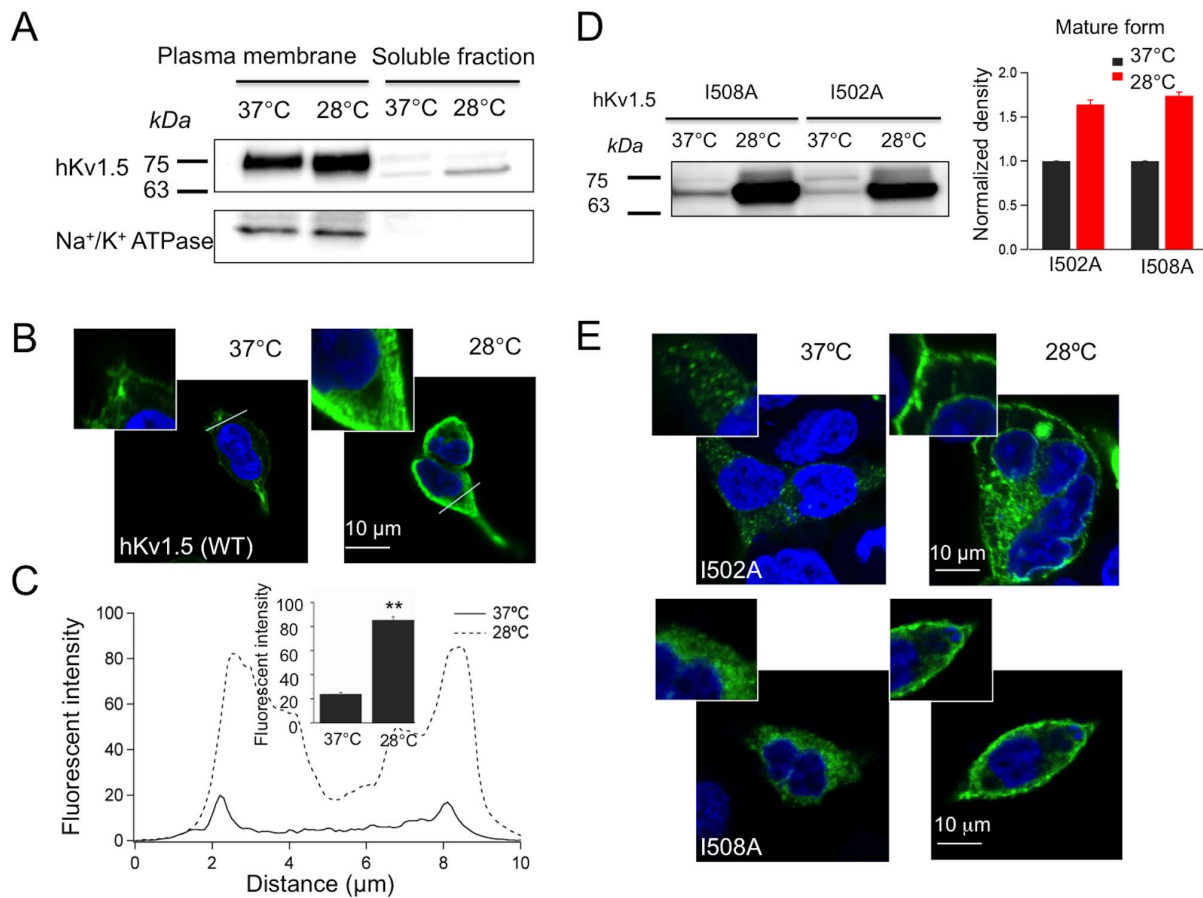 A
Plasma membrane Soluble fraction
37°C 28°C 37°C 28°C
kDa
hKv1.5 75
63
Na⁺/K⁺ ATPase
B
37°C 28°C
hKv1.5 (WT)
10 µm
C
Fluorescent intensity
100
80
60
40
20
0
0 2 4 6 8 10
Distance (µm)
37ºC
28ºC
Fluorescent intensity
100
80
60
40
20
0
**
37°C 28°C
D
hKv1.5 I508A I502A
37°C 28°C 37°C 28°C
kDa
75
63
Mature form
37°C
28°C
Normalized density
2.0
1.5
1.0
0.5
0.0
I502A I508A
E
37ºC 28ºC
I502A
10 µm
I508A
10 µm